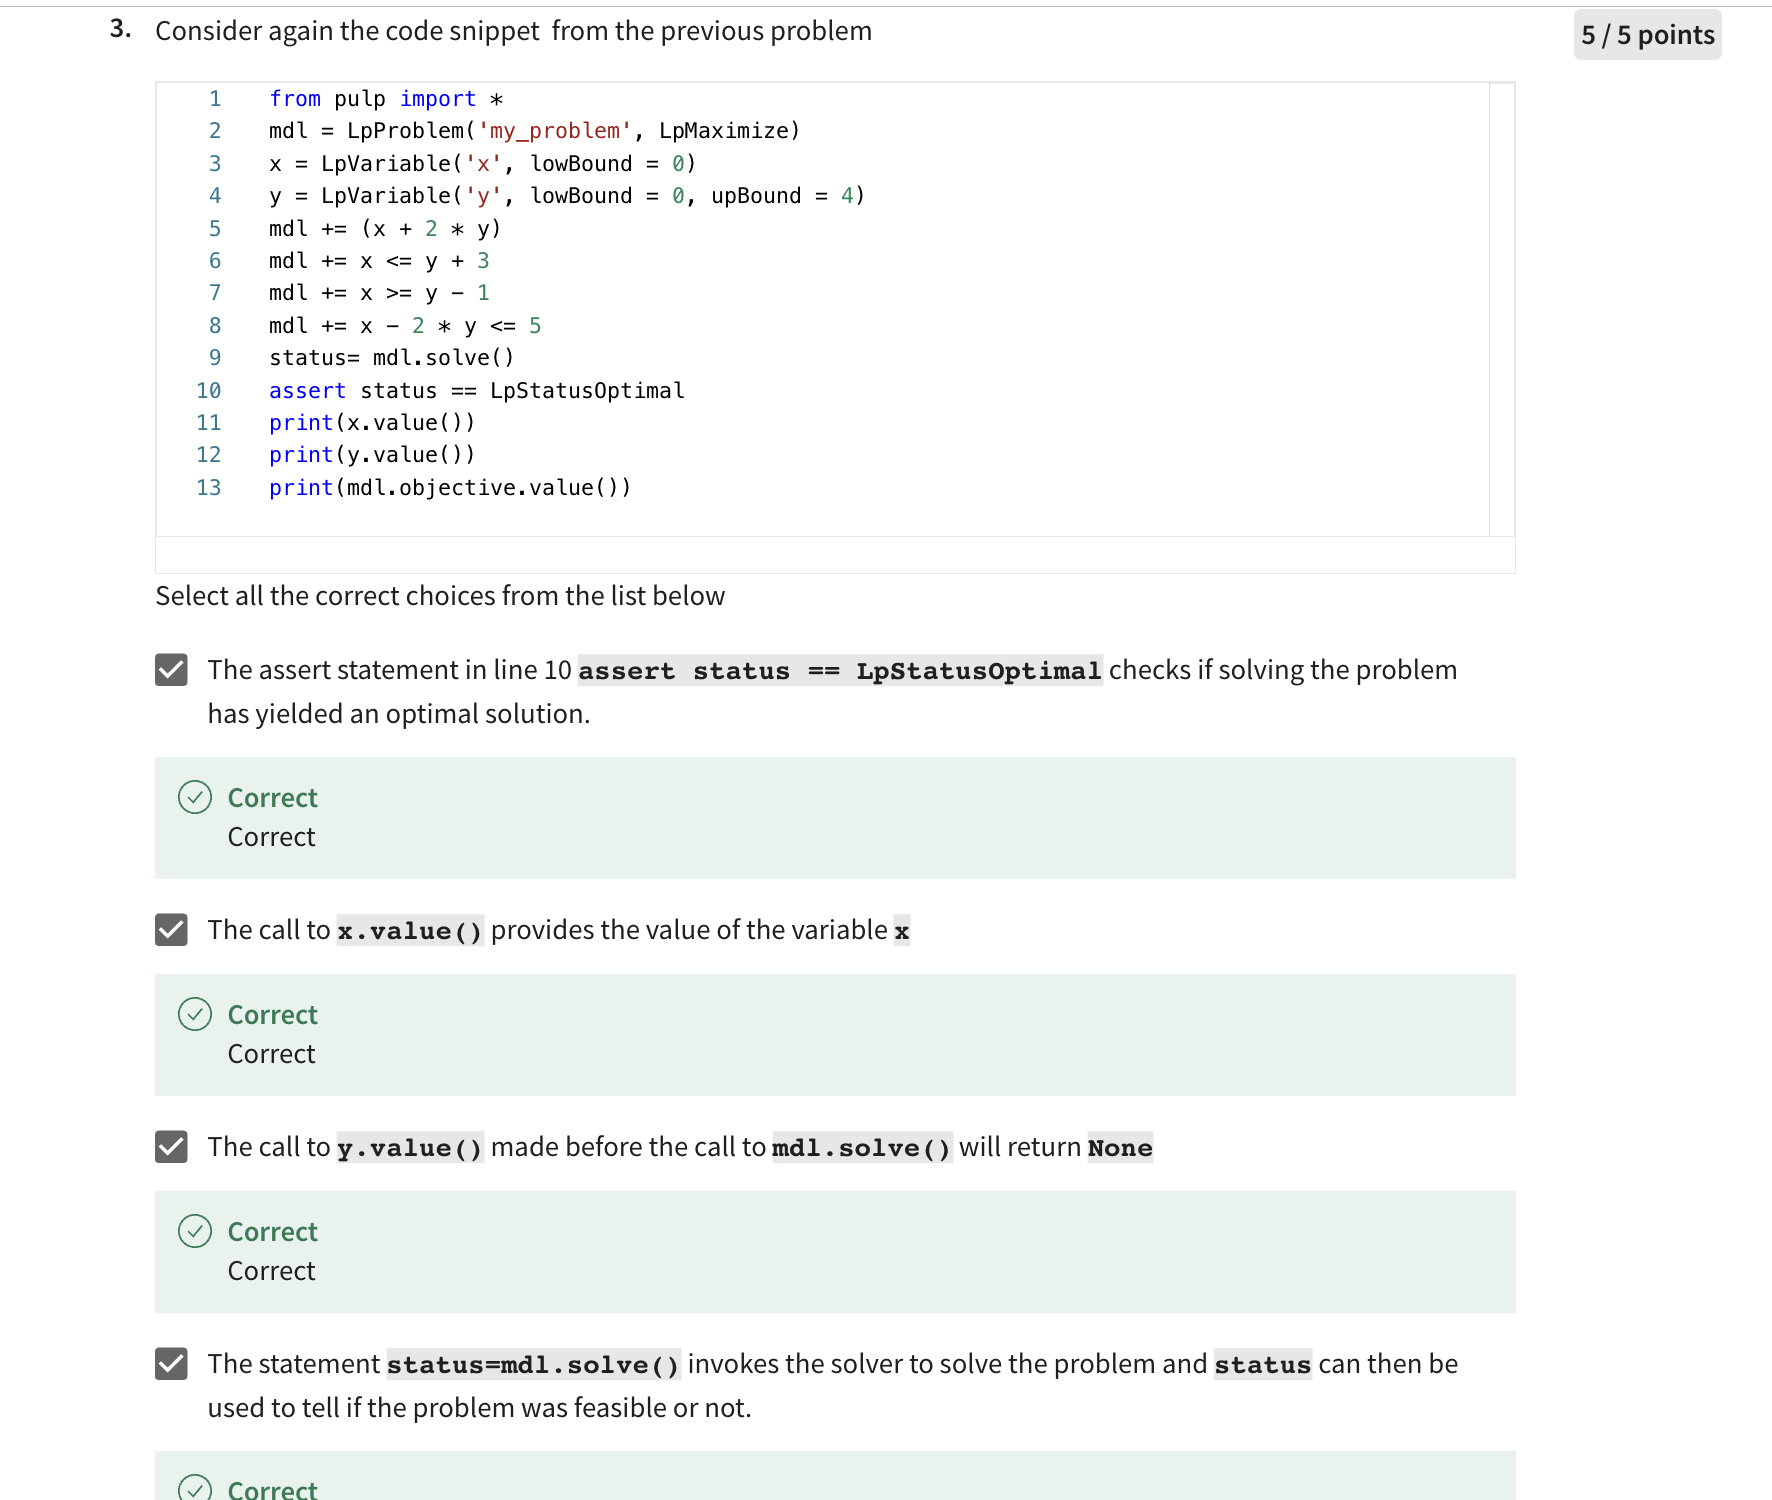 3. Consider again the code snippet from the previous problem
5 / 5 points
1 from pulp import *
2 mdl = LpProblem('my_problem', LpMaximize)
3 x = LpVariable('x', lowBound = 0)
4 y = LpVariable('y', lowBound = 0, upBound = 4)
5 mdl += (x + 2 * y)
6 mdl += x <= y + 3
7 mdl += x >= y - 1
8 mdl += x - 2 * y <= 5
9 status= mdl.solve()
10 assert status == LpStatusOptimal
11 print(x.value())
12 print(y.value())
13 print(mdl.objective.value())
Select all the correct choices from the list below
The assert statement in line 10 assert status == LpStatusOptimal checks if solving the problem
has yielded an optimal solution.
Correct
Correct
The call to x.value() provides the value of the variable x
Correct
Correct
The call to y.value() made before the call to mdl.solve() will return None
Correct
Correct
The statement status=mdl.solve() invokes the solver to solve the problem and status can then be
used to tell if the problem was feasible or not.
Correct